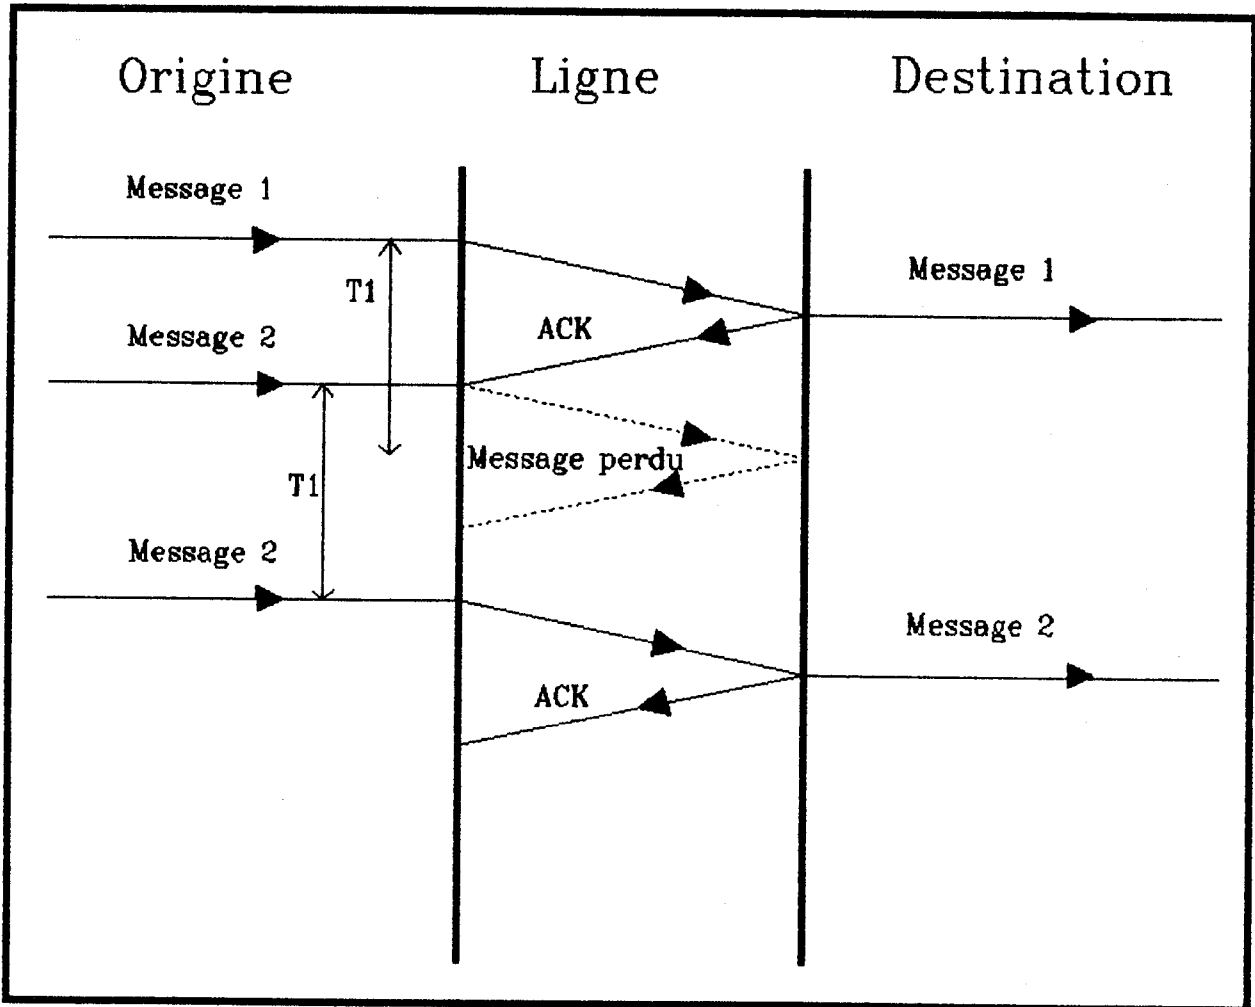 Origine
Ligne
Destination
Message 1
Message 1
T1
ACK
Message 2
Message perdu
T1
Message 2
Message 2
ACK